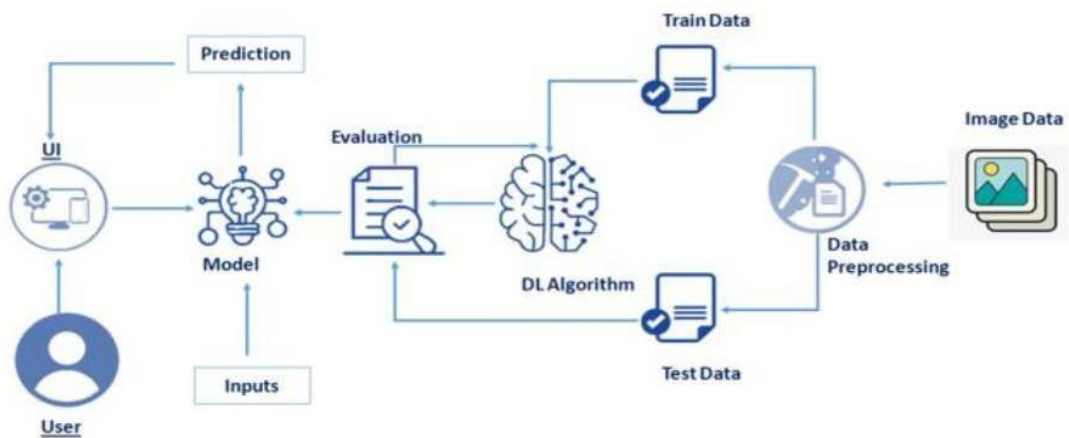 Train Data
Prediction
Image Data
Evaluation
UI
Data
Preprocessing
Model
DL Algorithm
Inputs
Test Data
User